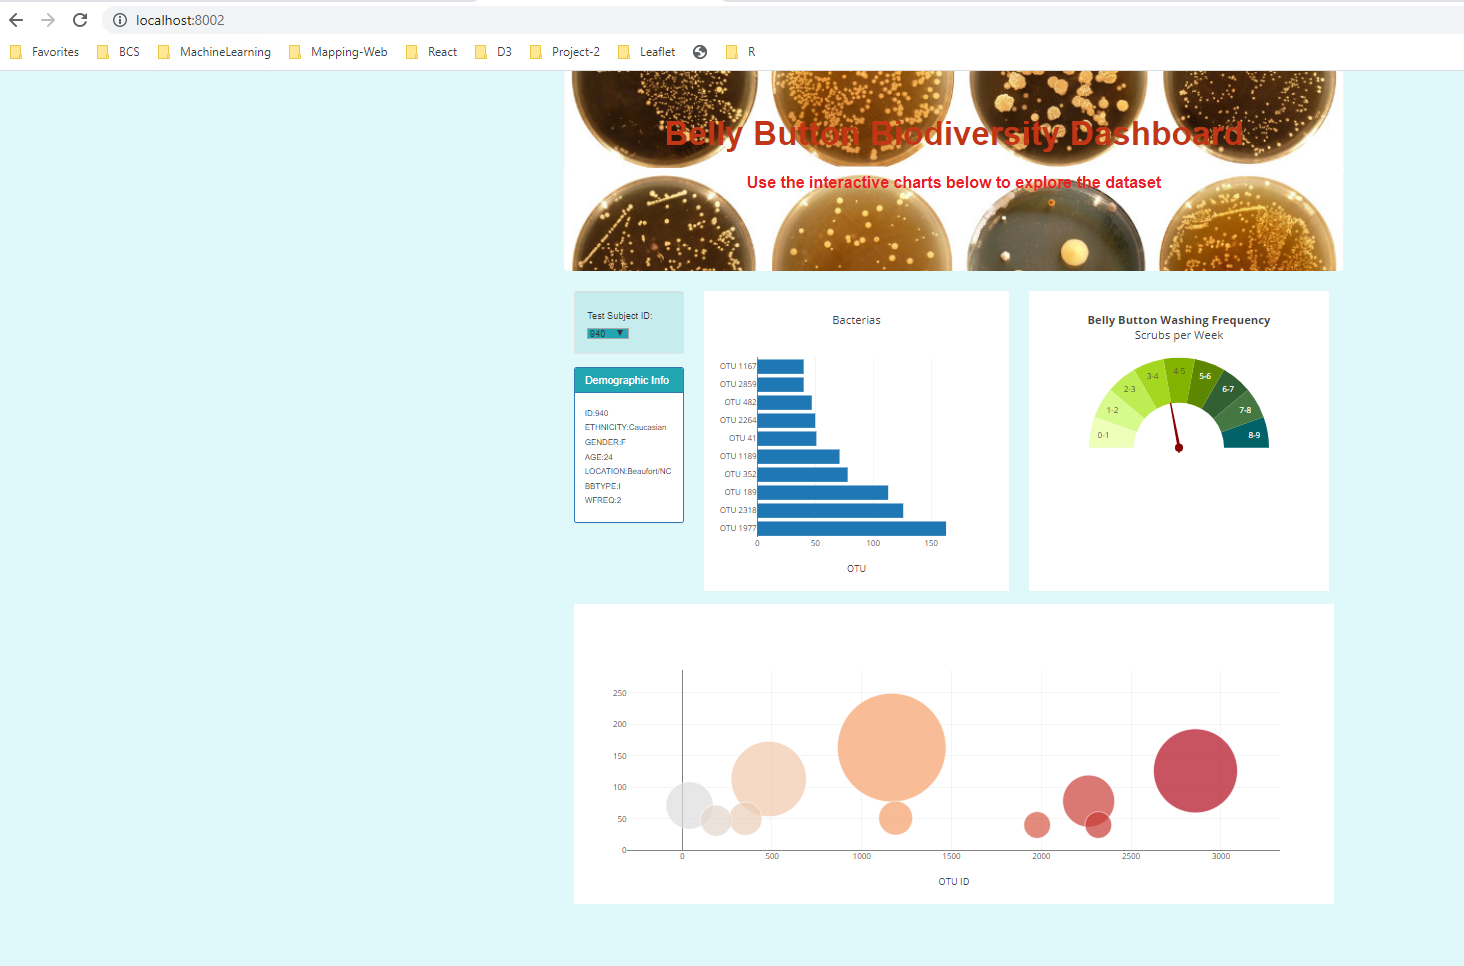 localhost:8002
Favorites BCS MachineLearning Mapping-Web React D3 Project-2 Leaflet R
Belly Button Biodiversity Dashboard
Use the interactive charts below to explore the dataset
Test Subject ID:
940
Demographic Info
ID:940
ETHNICITY:Caucasian
GENDER:F
AGE:24
LOCATION:Beaufort/NC
BBTYPE:I
WFREQ:2
Bacterias
OTU 1167
OTU 2859
OTU 482
OTU 2264
OTU 41
OTU 1189
OTU 352
OTU 189
OTU 2318
OTU 1977
0 50 100 150
OTU
Belly Button Washing Frequency
Scrubs per Week
0-1
1-2
2-3
3-4
4-5
5-6
6-7
7-8
8-9
250
200
150
100
50
0
0 500 1000 1500 2000 2500 3000
OTU ID